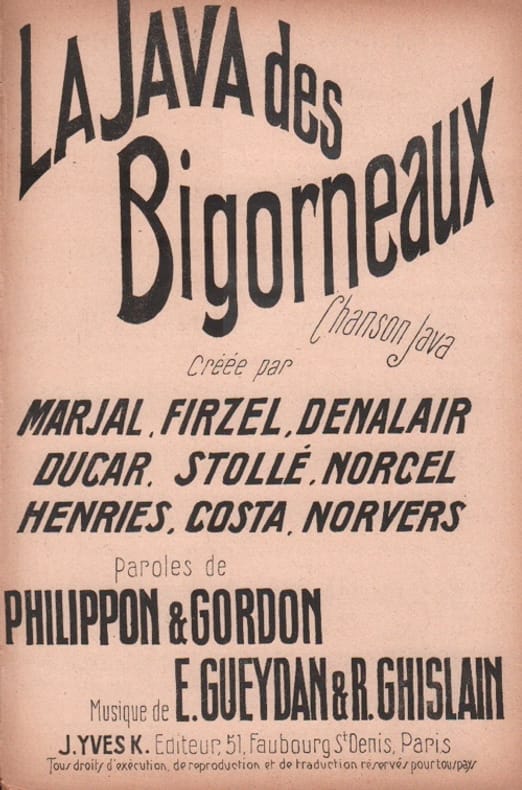 LA JAVA des
Bigorneaux
Chanson Java
Créée par
MARJAL, FIRZEL, DENALAIR
DUCAR, STOLLÉ, NORCEL
HENRIES, COSTA, NORVERS
Paroles de
PHILIPPON & GORDON
Musique de E. GUEYDAN & R. GHISLAIN
J. YVES K. Editeur, 51, Faubourg St Denis, Paris
Tous droits d'exécution, de reproduction et de traduction réservés pour tous pays